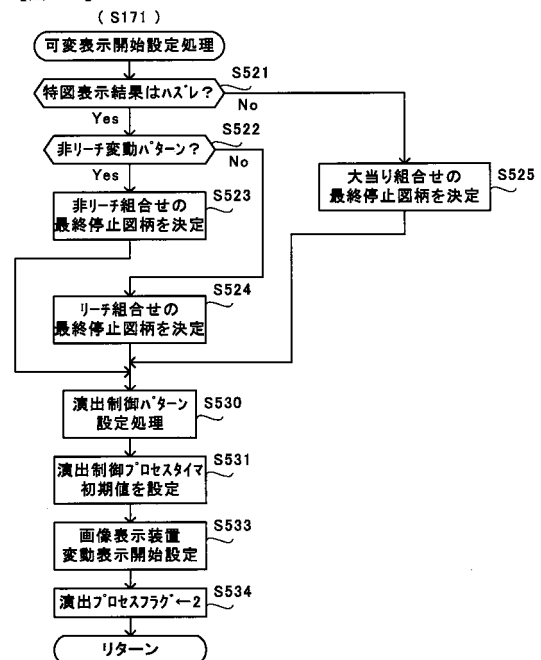 ( S171 )
可変表示開始設定処理
S521
特図表示結果はハズレ?
No
Yes
S522
非リーチ変動パターン?
No
Yes
S523
非リーチ組合せの
最終停止図柄を決定
S525
大当り組合せの
最終停止図柄を決定
S524
リーチ組合せの
最終停止図柄を決定
S530
演出制御パターン
設定処理
S531
演出制御プロセスタイマ
初期値を設定
S533
画像表示装置
変動表示開始設定
S534
演出プロセスフラグ←2
リターン